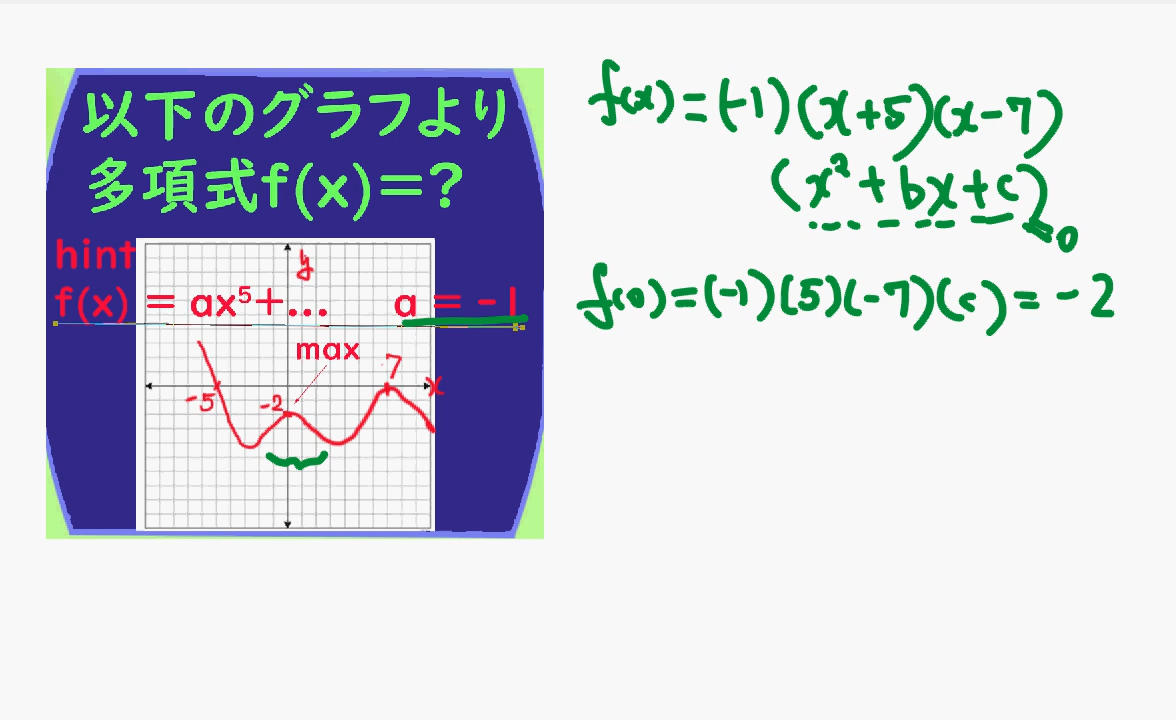 以下のグラフより
多項式f(x)=?
hint
f(x) = ax⁵+... a = -1
y
max
7
x
-5
-2
f(x)=(-1)(x+5)(x-7)
(x²+bx+c)
0
f(0)=(-1)(5)(-7)(c)=-2